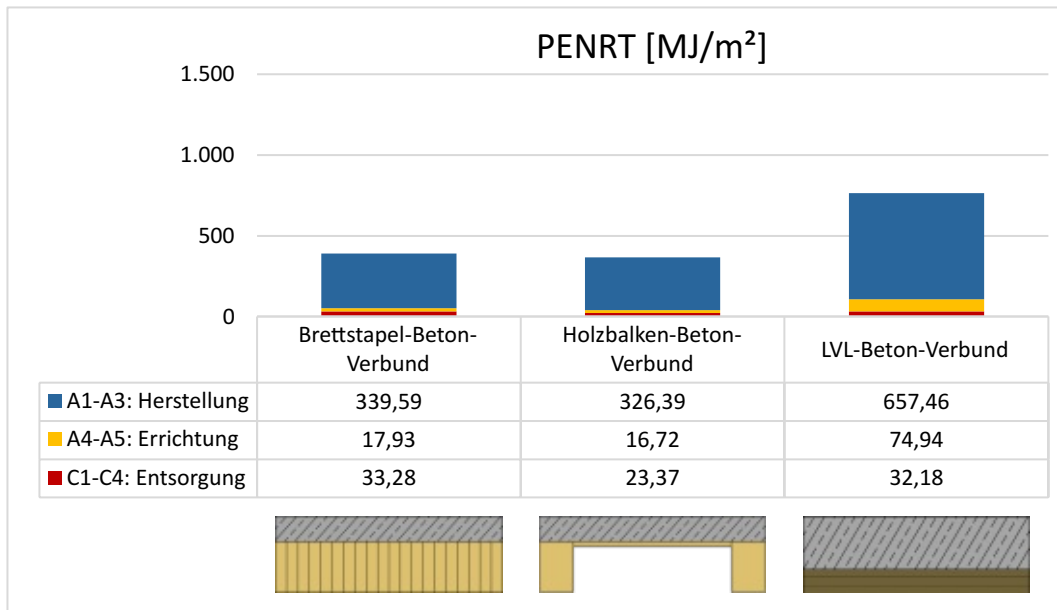 PENRT [MJ/m²]
1.500
1.000
500
0
Brettstapel-Beton-
Verbund
Holzbalken-Beton-
Verbund
LVL-Beton-Verbund
A1-A3: Herstellung 339,59 326,39 657,46
A4-A5: Errichtung 17,93 16,72 74,94
C1-C4: Entsorgung 33,28 23,37 32,18